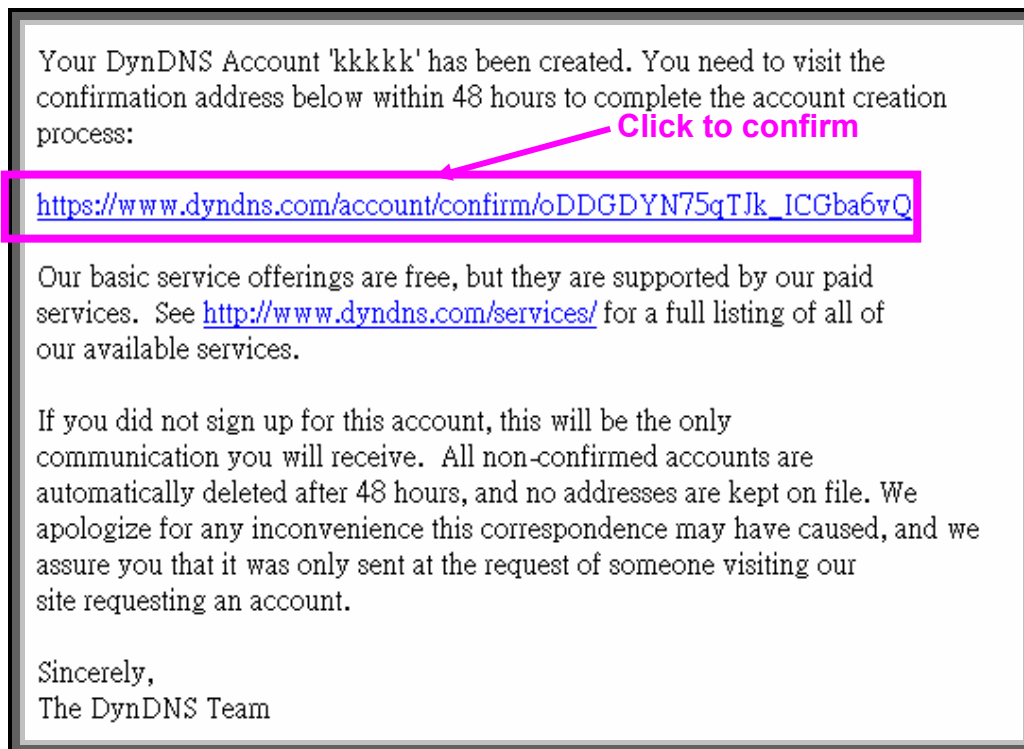 Your DynDNS Account 'kkkkk' has been created. You need to visit the
confirmation address below within 48 hours to complete the account creation
process:
Click to confirm
https://www.dyndns.com/account/confirm/oDDGDYN75qTJk_ICGba6vQ
Our basic service offerings are free, but they are supported by our paid
services.  See http://www.dyndns.com/services/ for a full listing of all of
our available services.
If you did not sign up for this account, this will be the only
communication you will receive.  All non-confirmed accounts are
automatically deleted after 48 hours, and no addresses are kept on file. We
apologize for any inconvenience this correspondence may have caused, and we
assure you that it was only sent at the request of someone visiting our
site requesting an account.
Sincerely,
The DynDNS Team